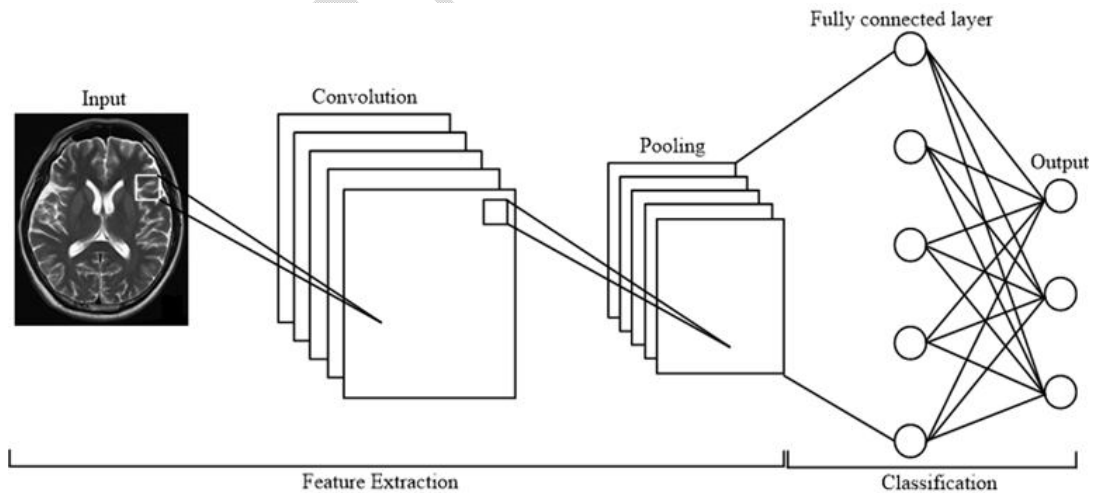 Fully connected layer
Input
Convolution
Pooling
Output
Feature Extraction
Classification